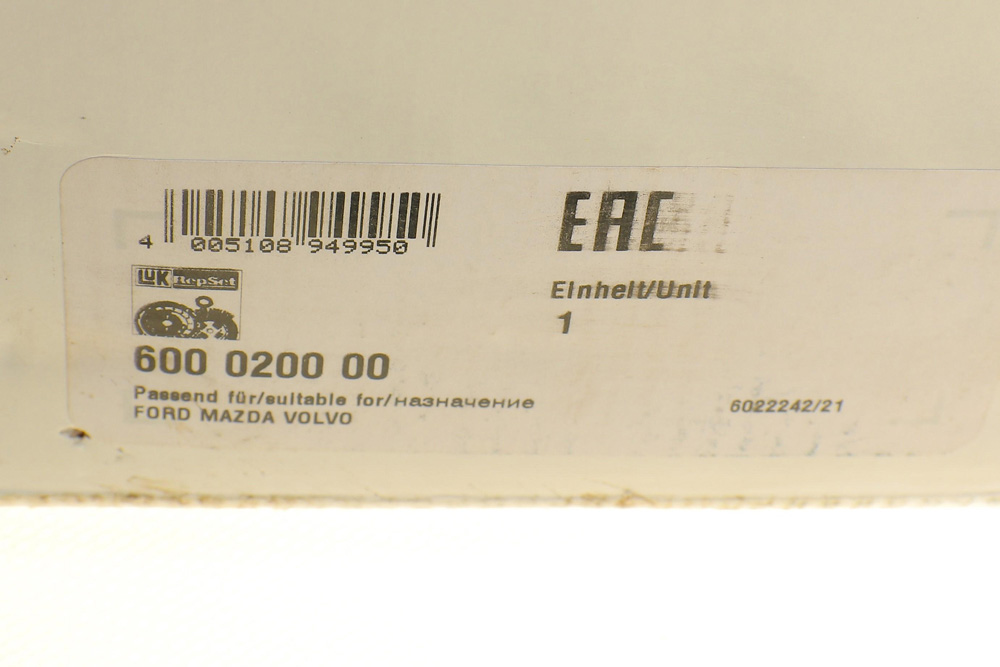 4 005108 949950
EAC
LuK RepSet
Einheit/Unit
1
600 0200 00
Passend für/suitable for/назначение
FORD MAZDA VOLVO
6022242/21